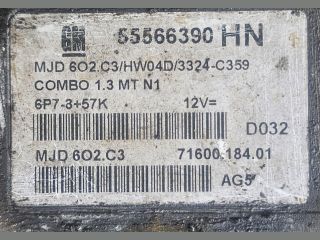 GM 55566390 HN
MJD 6O2.C3/HW04D/3324-C359
COMBO 1.3 MT N1
6P7-3+57K 12V=
D032
MJD 6O2.C3 71600.184.01
AG5